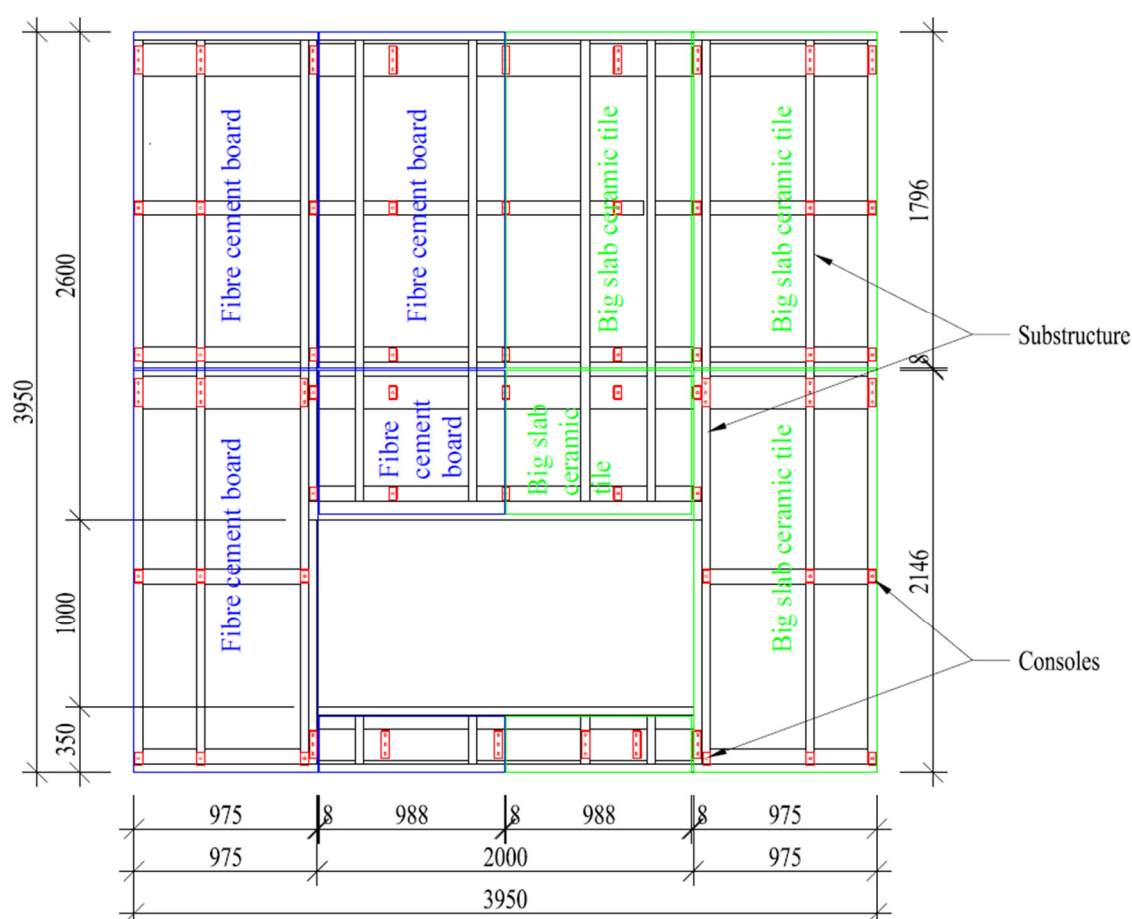 Fibre cement board
Fibre cement board
Big slab ceramic tile
Big slab ceramic tile
1796
2600
3950
Substructure
8
Fibre cement board
Fibre
cement
board
Big slab
ceramic
tile
Big slab ceramic tile
2146
1000
Consoles
350
975
8
988
8
988
8
975
975
2000
975
3950